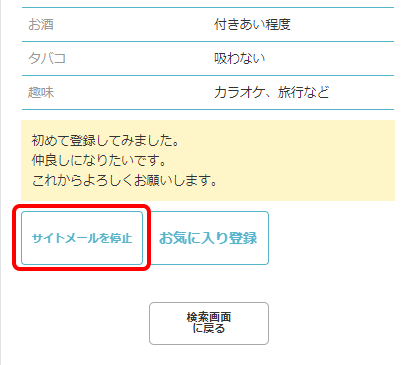 お酒 付きあい程度
タバコ 吸わない
趣味 カラオケ、旅行など
初めて登録してみました。
仲良しになりたいです。
これからよろしくお願いします。
サイトメールを停止 お気に入り登録
検索画面
に戻る